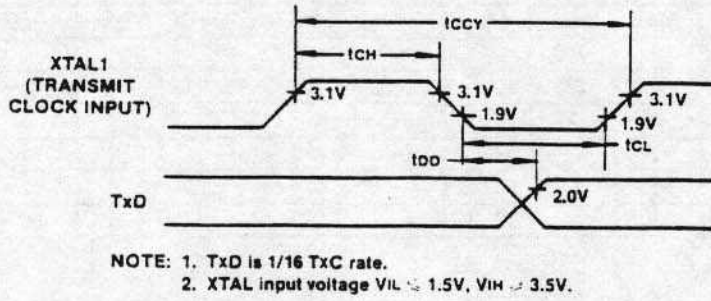 tCCY
tCH
XTAL1
(TRANSMIT
CLOCK INPUT)
3.1V
3.1V
3.1V
1.9V
1.9V
tCL
tDD
TxD
2.0V
NOTE: 1. TxD is 1/16 TxC rate.
2. XTAL input voltage VIL ≤ 1.5V, VIH ≥ 3.5V.